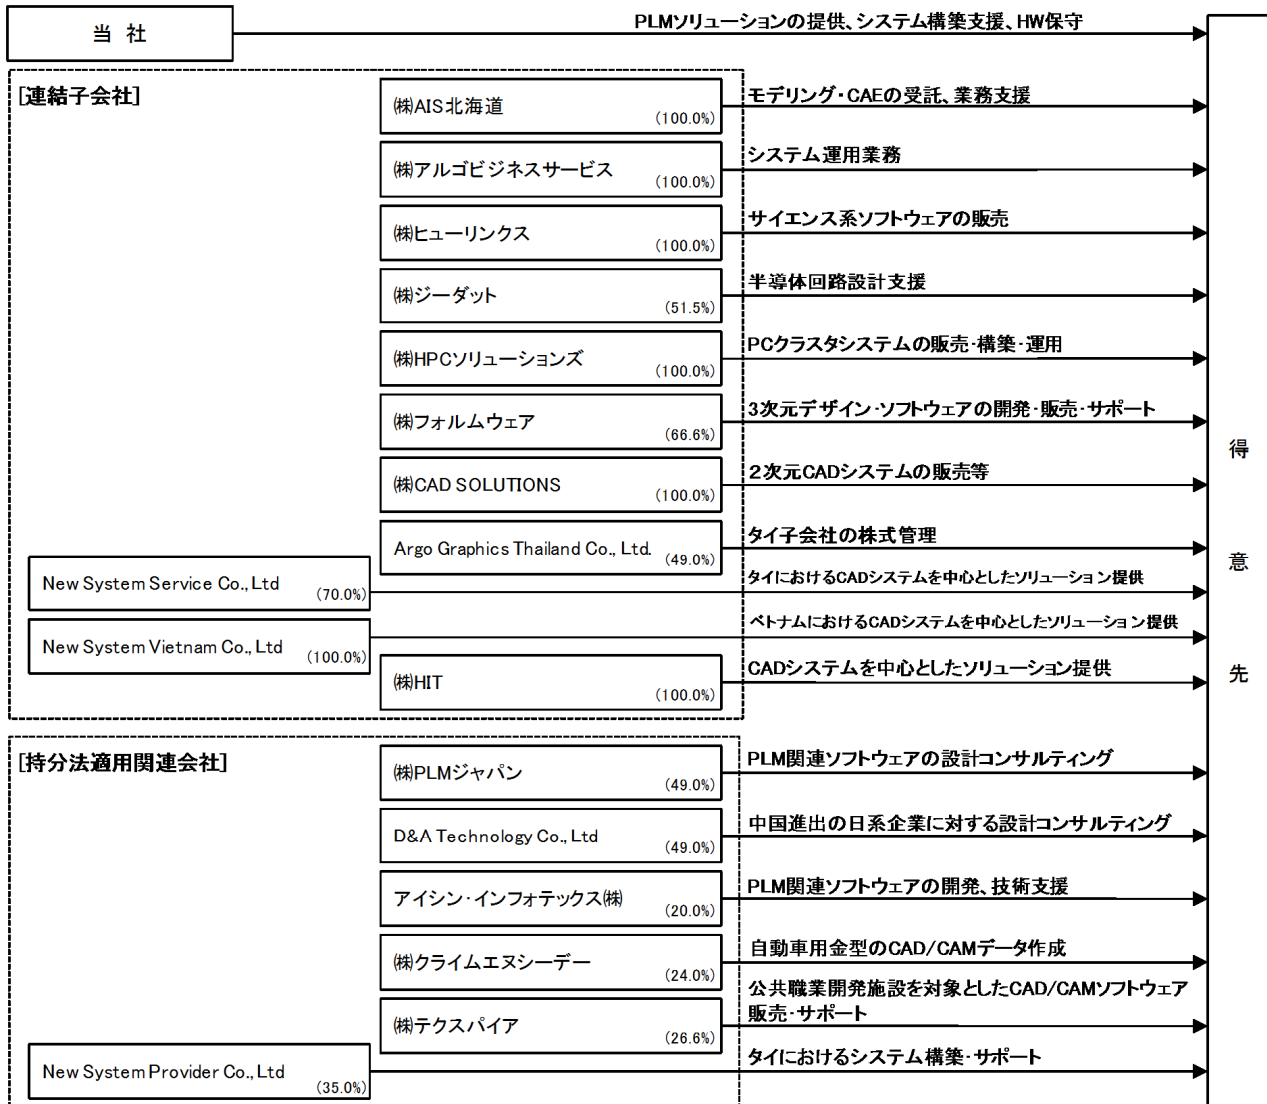 当 社
PLMソリューションの提供、システム構築支援、HW保守
[連結子会社]
㈱AIS北海道
(100.0%)
モデリング・CAEの受託、業務支援
㈱アルゴビジネスサービス
(100.0%)
システム運用業務
㈱ヒューリンクス
(100.0%)
サイエンス系ソフトウェアの販売
㈱ジーダット
(51.5%)
半導体回路設計支援
㈱HPCソリューションズ
(100.0%)
PCクラスタシステムの販売・構築・運用
㈱フォルムウェア
(66.6%)
3次元デザイン・ソフトウェアの開発・販売・サポート
㈱CAD SOLUTIONS
(100.0%)
2次元CADシステムの販売等
Argo Graphics Thailand Co., Ltd.
(49.0%)
タイ子会社の株式管理
New System Service Co., Ltd
(70.0%)
タイにおけるCADシステムを中心としたソリューション提供
New System Vietnam Co., Ltd
(100.0%)
ベトナムにおけるCADシステムを中心としたソリューション提供
㈱HIT
(100.0%)
CADシステムを中心としたソリューション提供
[持分法適用関連会社]
㈱PLMジャパン
(49.0%)
PLM関連ソフトウェアの設計コンサルティング
D&A Technology Co., Ltd
(49.0%)
中国進出の日系企業に対する設計コンサルティング
アイシン・インフォテックス㈱
(20.0%)
PLM関連ソフトウェアの開発、技術支援
㈱クライムエヌシーデー
(24.0%)
自動車用金型のCAD/CAMデータ作成
㈱テクスパイア
(26.6%)
公共職業開発施設を対象としたCAD/CAMソフトウェア
販売・サポート
New System Provider Co., Ltd
(35.0%)
タイにおけるシステム構築・サポート
得
意
先